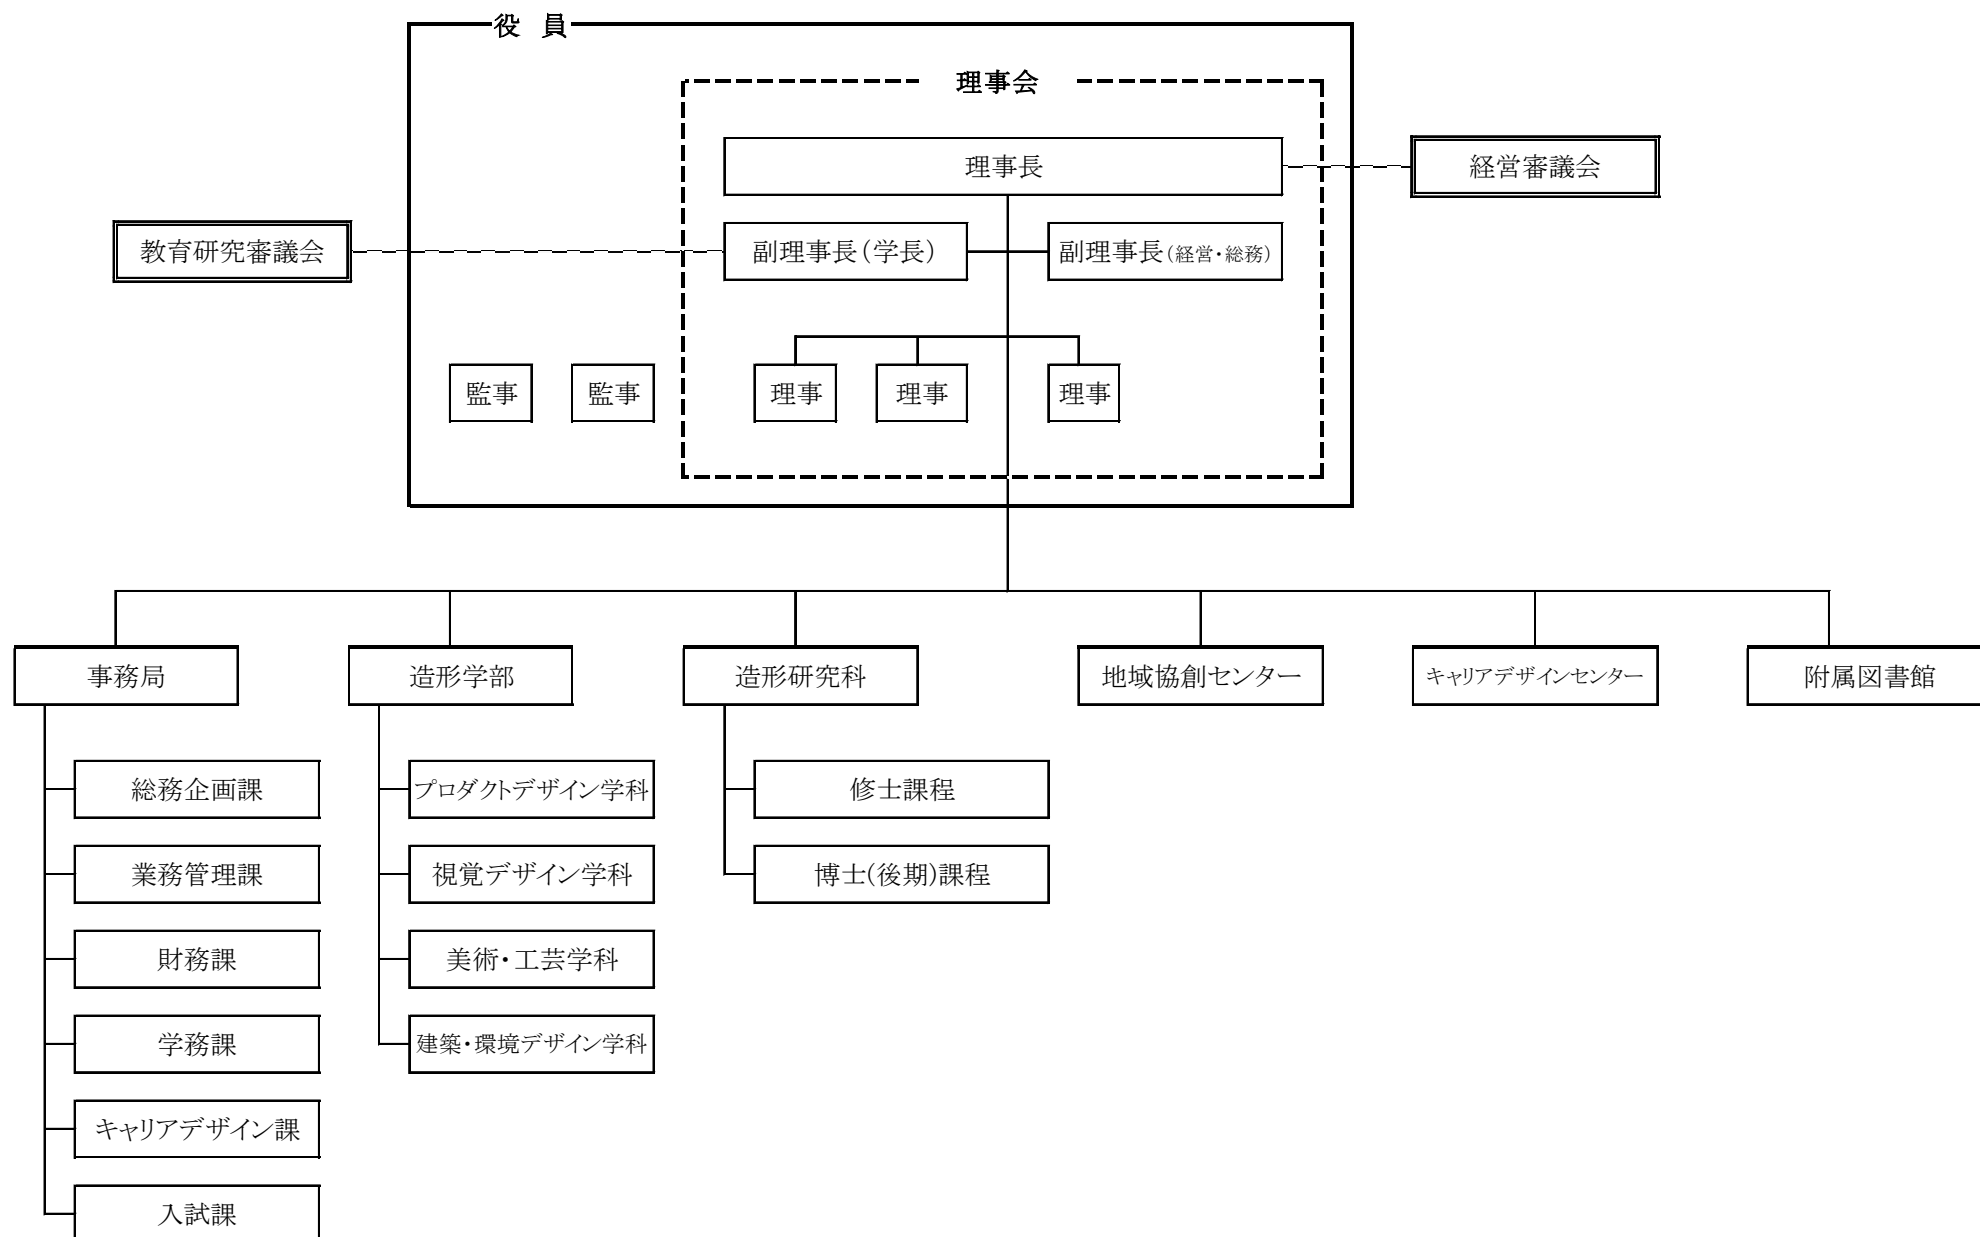 役 員
理事会
理事長
経営審議会
教育研究審議会
副理事長(学長)
副理事長(経営・総務)
監事
監事
理事
理事
理事
事務局
造形学部
造形研究科
地域協創センター
キャリアデザインセンター
附属図書館
総務企画課
プロダクトデザイン学科
修士課程
業務管理課
視覚デザイン学科
博士(後期)課程
財務課
美術・工芸学科
学務課
建築・環境デザイン学科
キャリアデザイン課
入試課